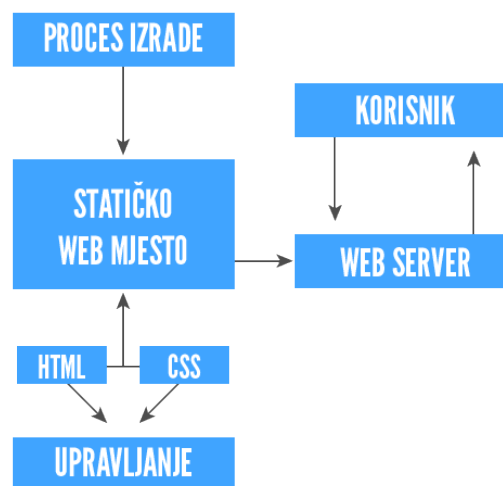 PROCES IZRADE
KORISNIK
STATIČKO
WEB MJESTO
WEB SERVER
HTML
CSS
UPRAVLJANJE